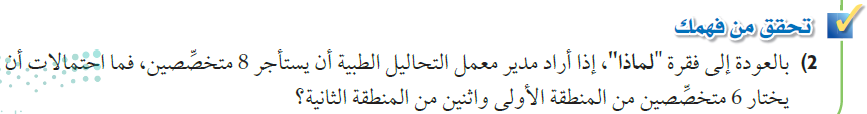 تحقق من فهمك
2) بالعودة إلى فقرة "لماذا"، إذا أراد مدير معمل التحاليل الطبية أن يستأجر 8 متخصِّصين، فما احتمالات أن
يختار 6 متخصِّصين من المنطقة الأولى واثنين من المنطقة الثانية؟